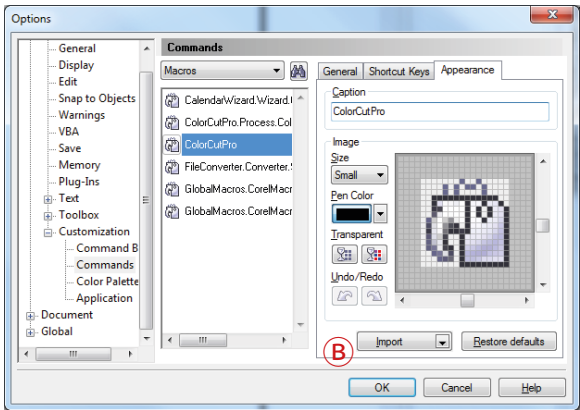 Options
General
Display
Edit
Snap to Objects
Warnings
VBA
Save
Memory
Plug-Ins
Text
Toolbox
Customization
Command B
Commands
Color Palette
Application
Document
Global
Commands
Macros
CalendarWizard.Wizard.(
ColorCutPro.Process.Col
ColorCutPro
FileConverter.Converter.S
GlobalMacros.CorelMacr
GlobalMacros.CorelMacr
General Shortcut Keys Appearance
Caption
ColorCutPro
Image
Size
Small
Pen Color
Transparent
Undo/Redo
B
Import Restore defaults
OK Cancel Help